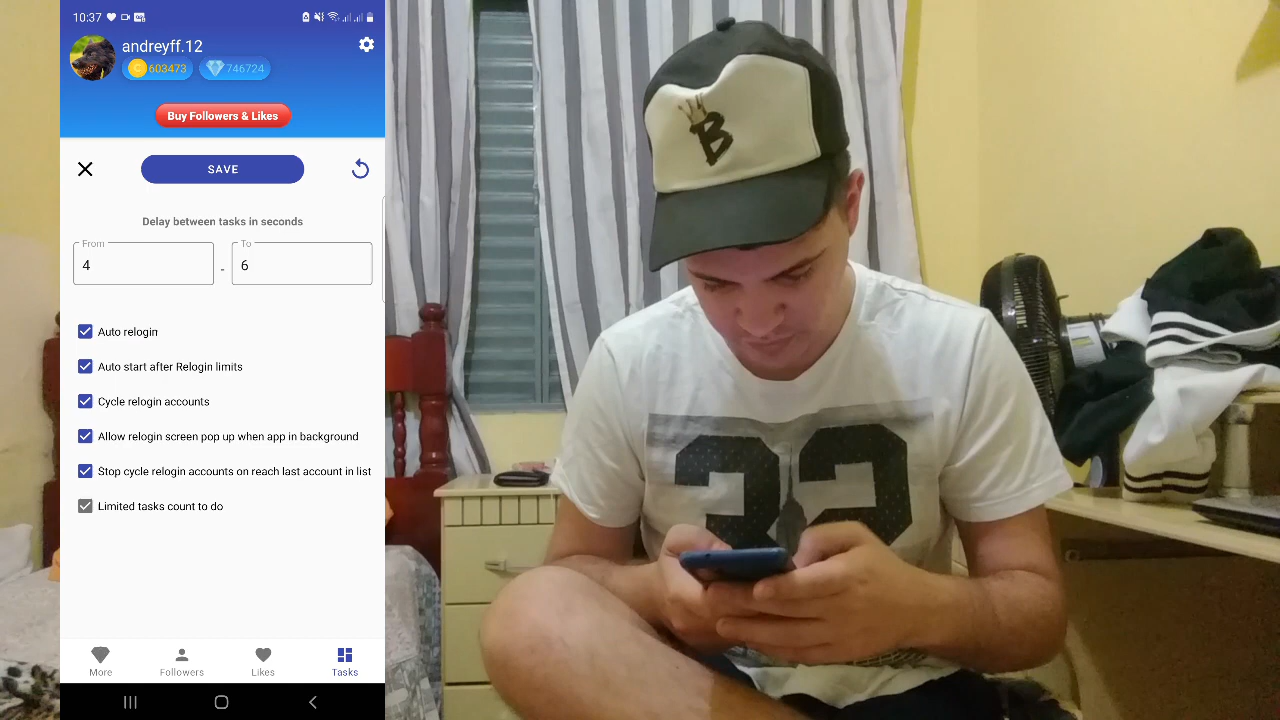 10:37
andreyff.12
C 603473 746724
Buy Followers & Likes
SAVE
Delay between tasks in seconds
From
4
-
To
6
Auto relogin
Auto start after Relogin limits
Cycle relogin accounts
Allow relogin screen pop up when app in background
Stop cycle relogin accounts on reach last account in list
Limited tasks count to do
More Followers Likes Tasks
B
32